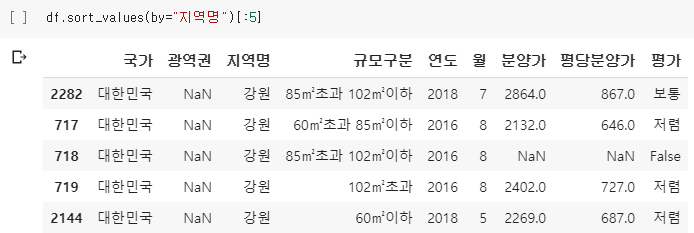 [ ] df.sort_values(by="지역명")[:5]
국가 광역권 지역명 규모구분 연도 월 분양가 평당분양가 평가
2282 대한민국 NaN 강원 85㎡초과 102㎡이하 2018 7 2864.0 867.0 보통
717 대한민국 NaN 강원 60㎡초과 85㎡이하 2016 8 2132.0 646.0 저렴
718 대한민국 NaN 강원 85㎡초과 102㎡이하 2016 8 NaN NaN False
719 대한민국 NaN 강원 102㎡초과 2016 8 2402.0 727.0 저렴
2144 대한민국 NaN 강원 60㎡이하 2018 5 2269.0 687.0 저렴